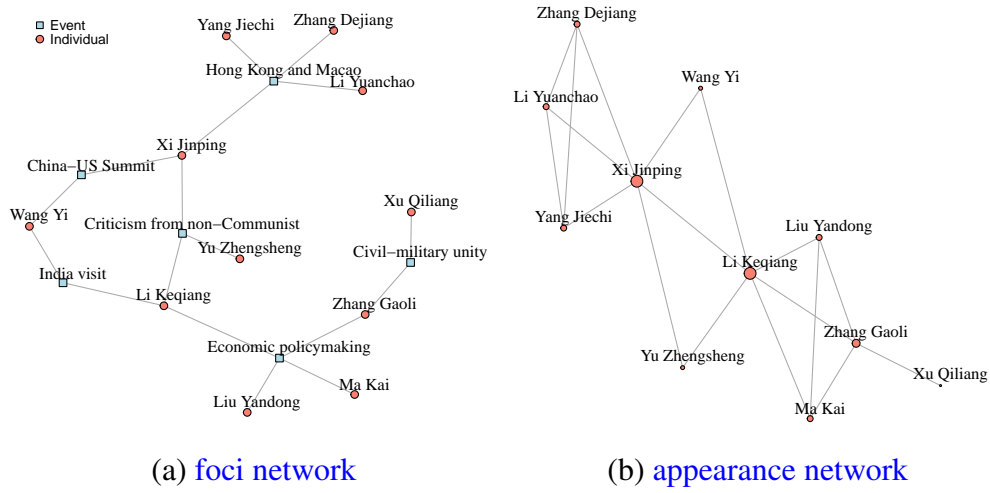 Event
Individual
Yang Jiechi
Zhang Dejiang
Hong Kong and Macao
Li Yuanchao
Xi Jinping
China−US Summit
Wang Yi
Criticism from non−Communist
Yu Zhengsheng
Xu Qiliang
Civil−military unity
India visit
Li Keqiang
Zhang Gaoli
Economic policymaking
Ma Kai
Liu Yandong
(a) foci network
Zhang Dejiang
Wang Yi
Li Yuanchao
Xi Jinping
Yang Jiechi
Liu Yandong
Li Keqiang
Zhang Gaoli
Yu Zhengsheng
Xu Qiliang
Ma Kai
(b) appearance network